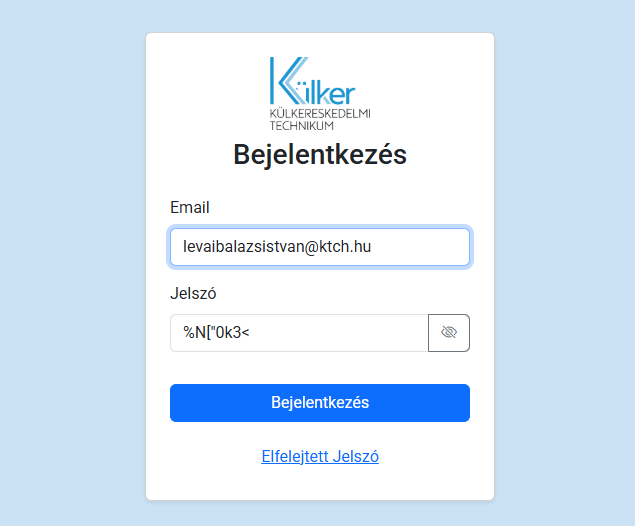 Külker
KÜLKERESKEDELMI
TECHNIKUM
Bejelentkezés
Email
levaibalazsistvan@ktch.hu
Jelszó
%N["0k3<
Bejelentkezés
Elfelejtett Jelszó